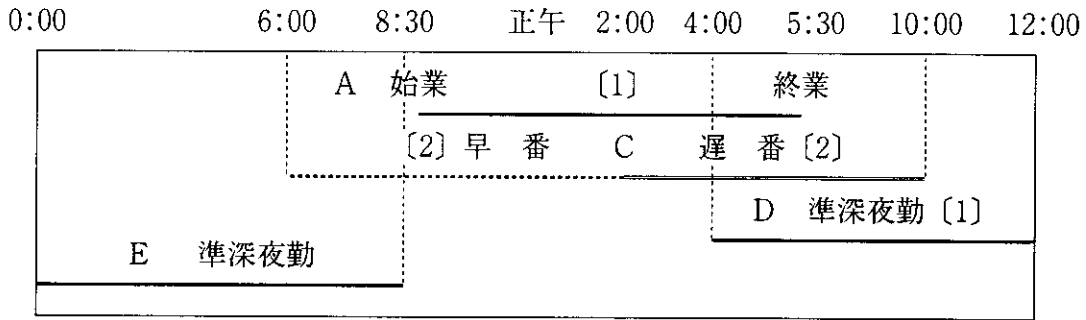 0:00 6:00 8:30 正午 2:00 4:00 5:30 10:00 12:00
A 始業 〔1〕 終業
〔2〕早 番 C 遅 番〔2〕
D 準深夜勤〔1〕
E 準深夜勤